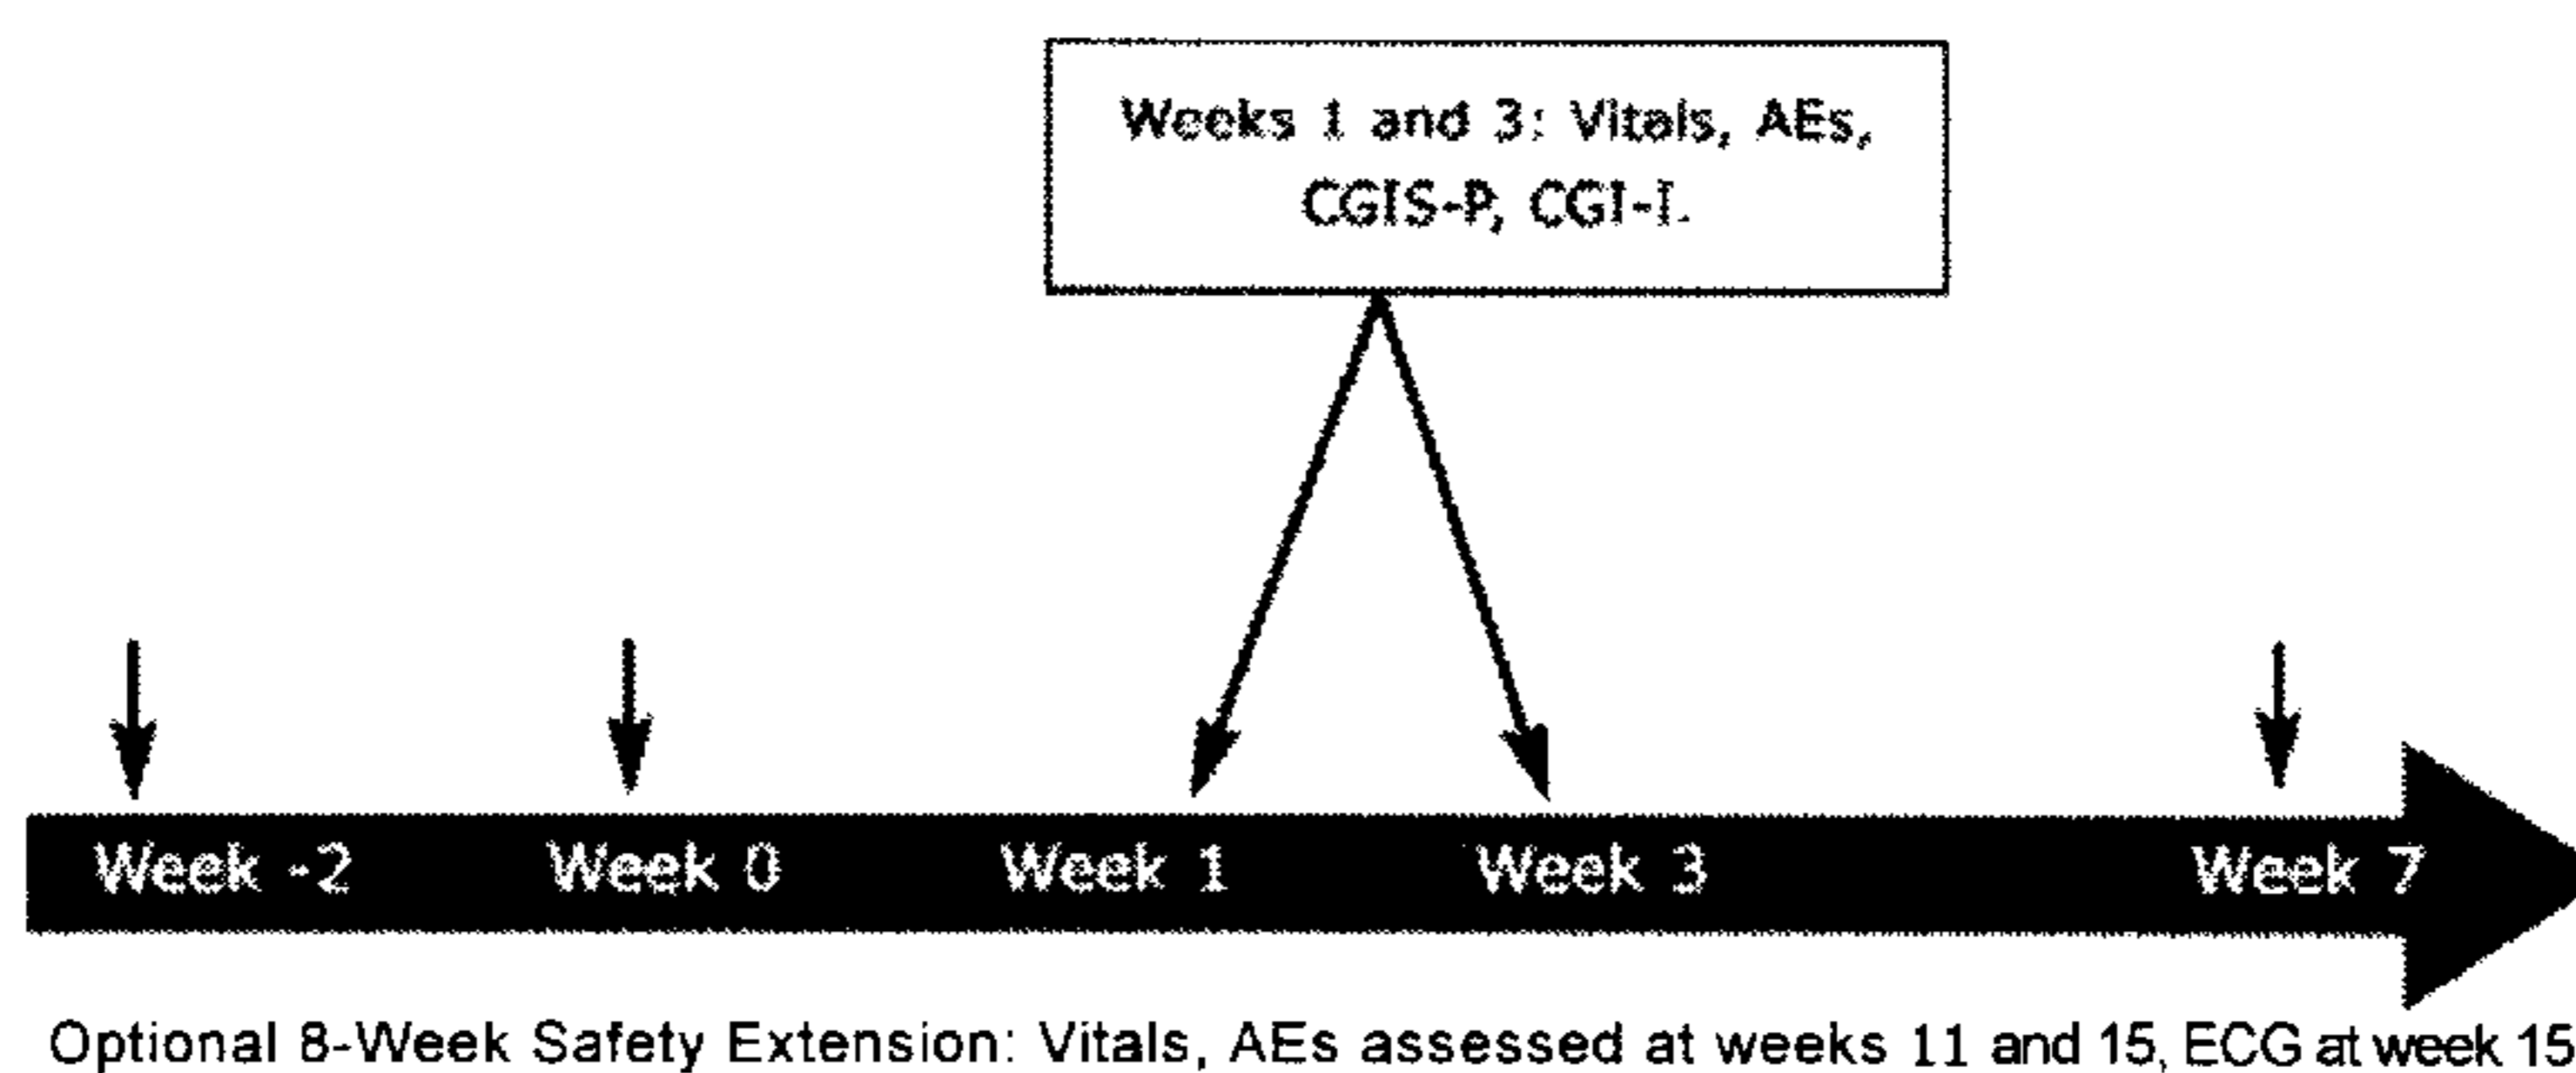 Weeks 1 and 3: Vitals, AEs,
CGIS-P, CGI-I.
Week -2 Week 0 Week 1 Week 3 Week 7
Optional 8-Week Safety Extension: Vitals, AEs assessed at weeks 11 and 15, ECG at week 15